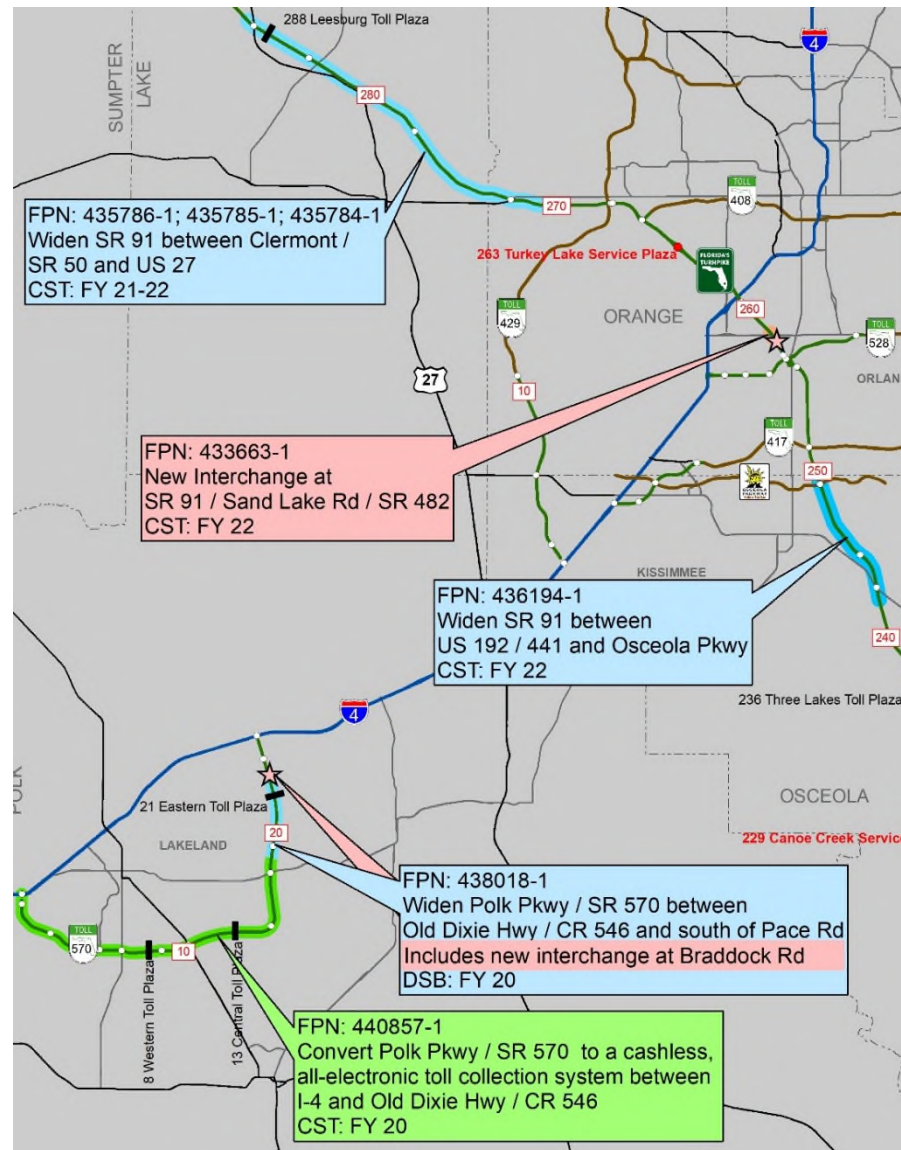 288 Leesburg Toll Plaza
4
SUMPTER
LAKE
280
FPN: 435786-1; 435785-1; 435784-1
Widen SR 91 between Clermont /
SR 50 and US 27
CST: FY 21-22
270
TOLL
408
263 Turkey Lake Service Plaza
FLORIDA'S
TURNPIKE
260
ORANGE
TOLL
429
TOLL
528
ORLAN
27
10
FPN: 433663-1
New Interchange at
SR 91 / Sand Lake Rd / SR 482
CST: FY 22
TOLL
417
250
KISSIMMEE
FPN: 436194-1
Widen SR 91 between
US 192 / 441 and Osceola Pkwy
CST: FY 22
240
236 Three Lakes Toll Plaza
4
POLK
21 Eastern Toll Plaza
OSCEOLA
20
LAKELAND
229 Canoe Creek Service
FPN: 438018-1
Widen Polk Pkwy / SR 570 between
Old Dixie Hwy / CR 546 and south of Pace Rd
Includes new interchange at Braddock Rd
DSB: FY 20
TOLL
570
10
8 Western Toll Plaza
13 Central Toll Plaza
FPN: 440857-1
Convert Polk Pkwy / SR 570 to a cashless,
all-electronic toll collection system between
I-4 and Old Dixie Hwy / CR 546
CST: FY 20